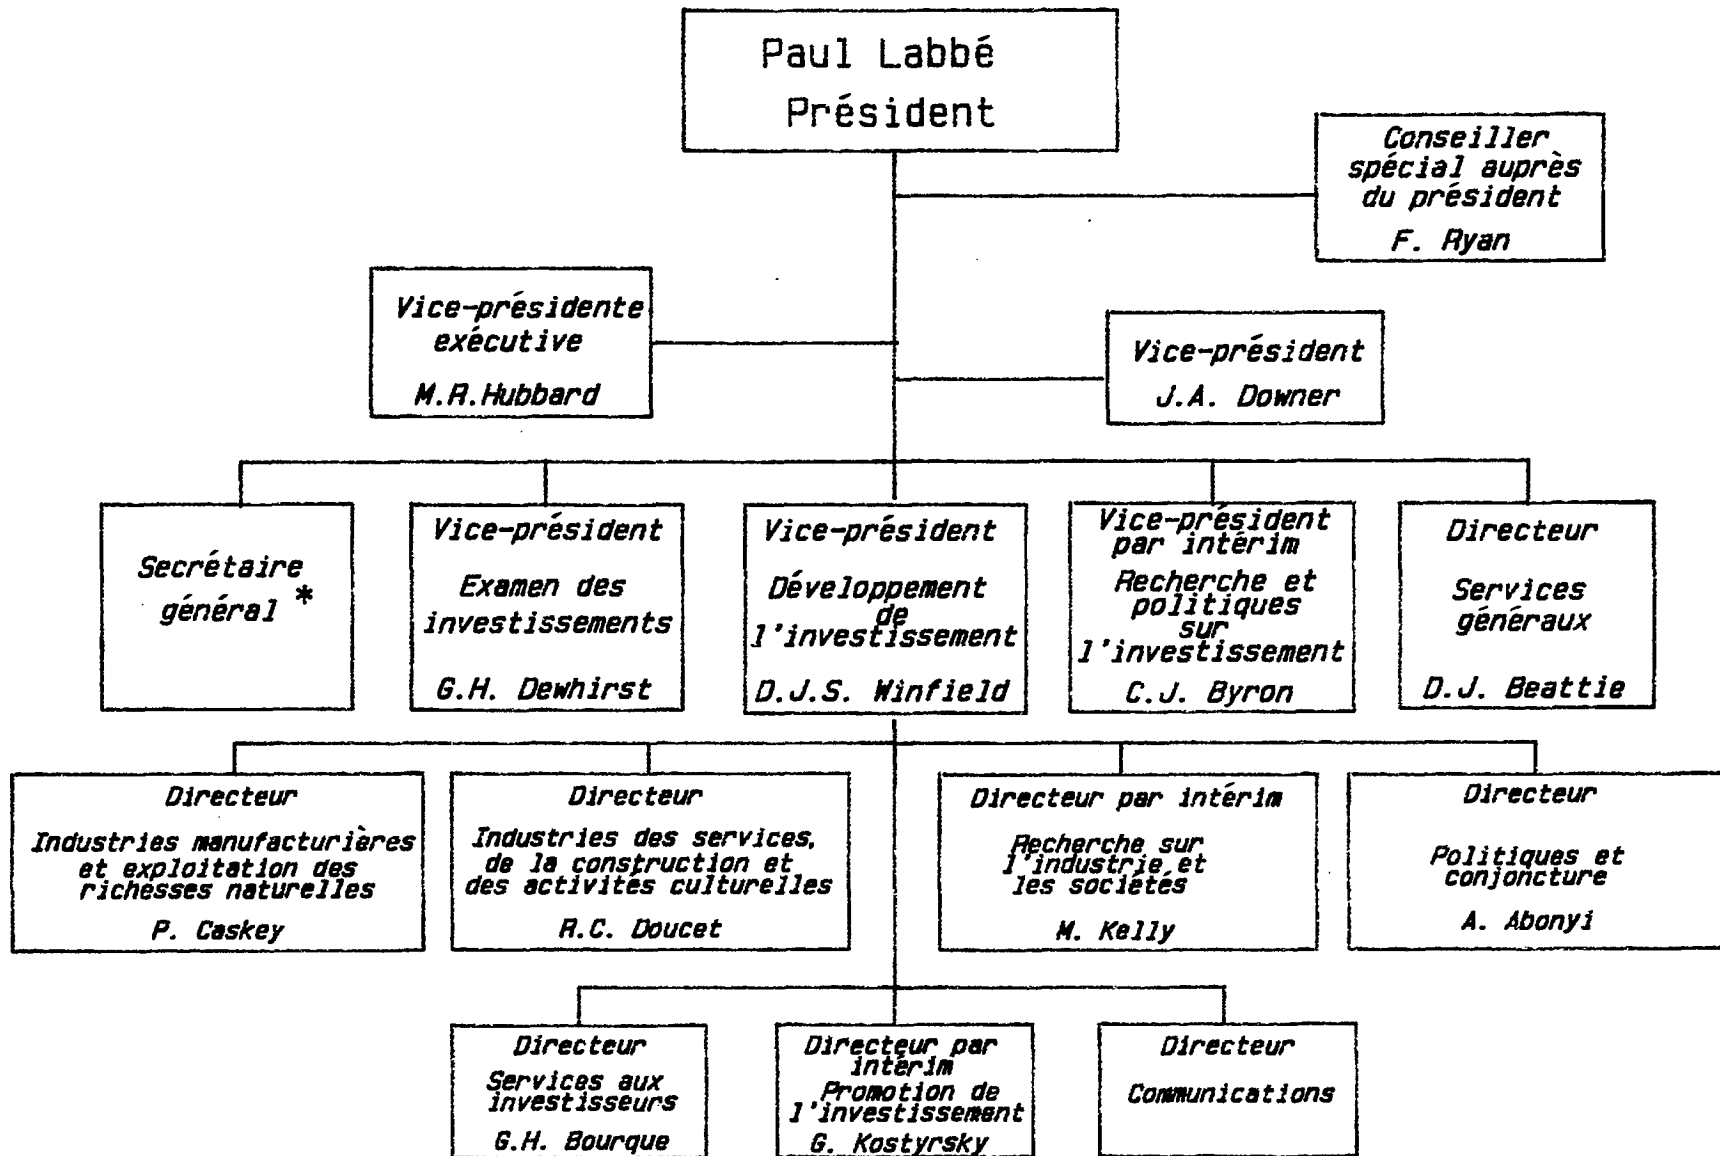 Paul Labbé
Président
Conseiller
spécial auprès
du président
F. Ryan
Vice-présidente
exécutive
M.R.Hubbard
Vice-président
J.A. Downer
Secrétaire
général *
Vice-président
Examen des
investissements
G.H. Dewhirst
Vice-président
Développement
de
l'investissement
D.J.S. Winfield
Vice-président
par intérim
Recherche et
politiques
sur
l'investissement
C.J. Byron
Directeur
Services
généraux
D.J. Beattie
Directeur
Industries manufacturières
et exploitation des
richesses naturelles
P. Caskey
Directeur
Industries des services,
de la construction et
des activités culturelles
R.C. Doucet
Directeur par intérim
Recherche sur
l'industrie et
les sociétés
M. Kelly
Directeur
Politiques et
conjoncture
A. Abonyi
Directeur
Services aux
investisseurs
G.H. Bourque
Directeur par
intérim
Promotion de
l'investissement
G. Kostyrsky
Directeur
Communications